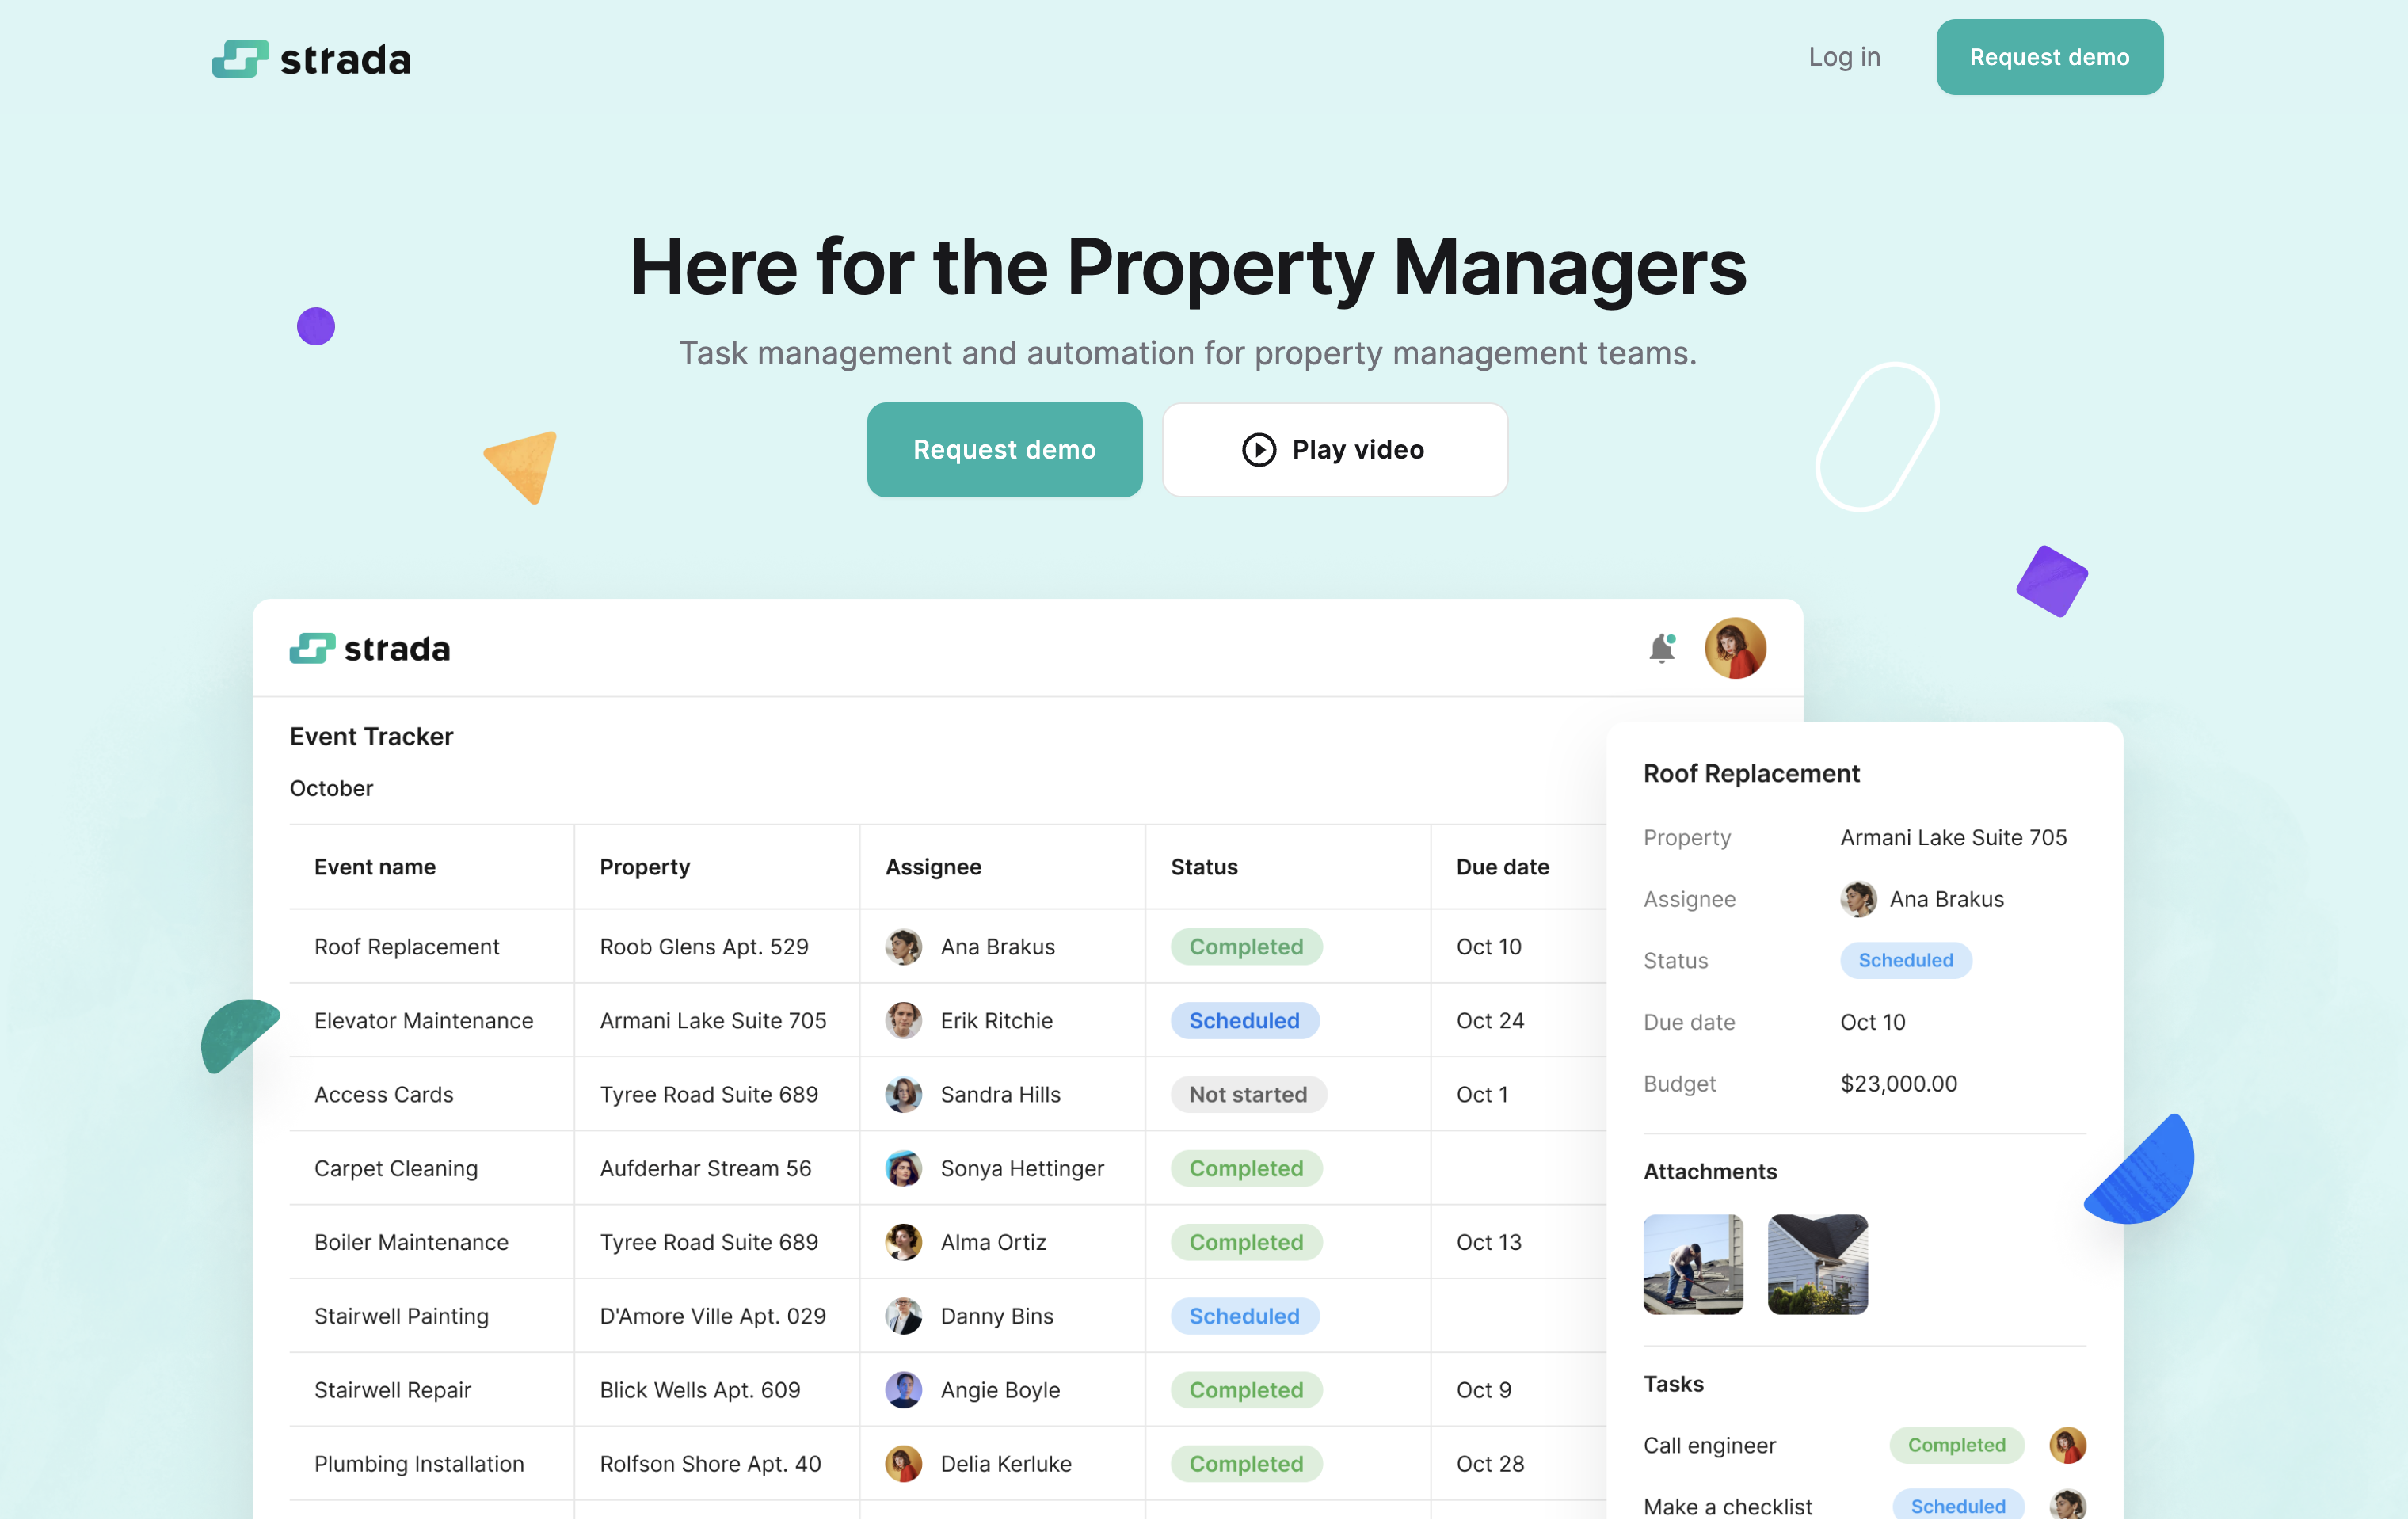 strada
Log in
Request demo
Here for the Property Managers
Task management and automation for property management teams.
Request demo
Play video
strada
Event Tracker
October
Event name Property Assignee Status Due date
Roof Replacement Roob Glens Apt. 529 Ana Brakus Completed Oct 10
Elevator Maintenance Armani Lake Suite 705 Erik Ritchie Scheduled Oct 24
Access Cards Tyree Road Suite 689 Sandra Hills Not started Oct 1
Carpet Cleaning Aufderhar Stream 56 Sonya Hettinger Completed
Boiler Maintenance Tyree Road Suite 689 Alma Ortiz Completed Oct 13
Stairwell Painting D'Amore Ville Apt. 029 Danny Bins Scheduled
Stairwell Repair Blick Wells Apt. 609 Angie Boyle Completed Oct 9
Plumbing Installation Rolfson Shore Apt. 40 Delia Kerluke Completed Oct 28
Roof Replacement
Property Armani Lake Suite 705
Assignee Ana Brakus
Status Scheduled
Due date Oct 10
Budget $23,000.00
Attachments
Tasks
Call engineer Completed
Make a checklist Scheduled